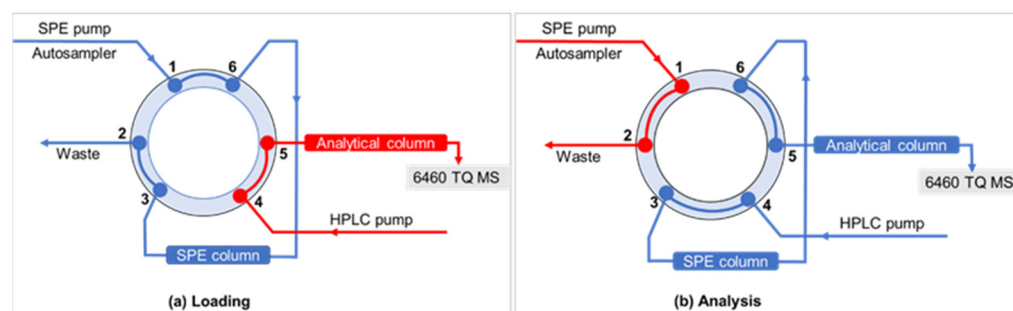 SPE pump
Autosampler
1
6
2
Waste
3
5
4
Analytical column
6460 TQ MS
HPLC pump
SPE column
(a) Loading
SPE pump
Autosampler
1
6
2
Waste
3
5
4
Analytical column
6460 TQ MS
HPLC pump
SPE column
(b) Analysis